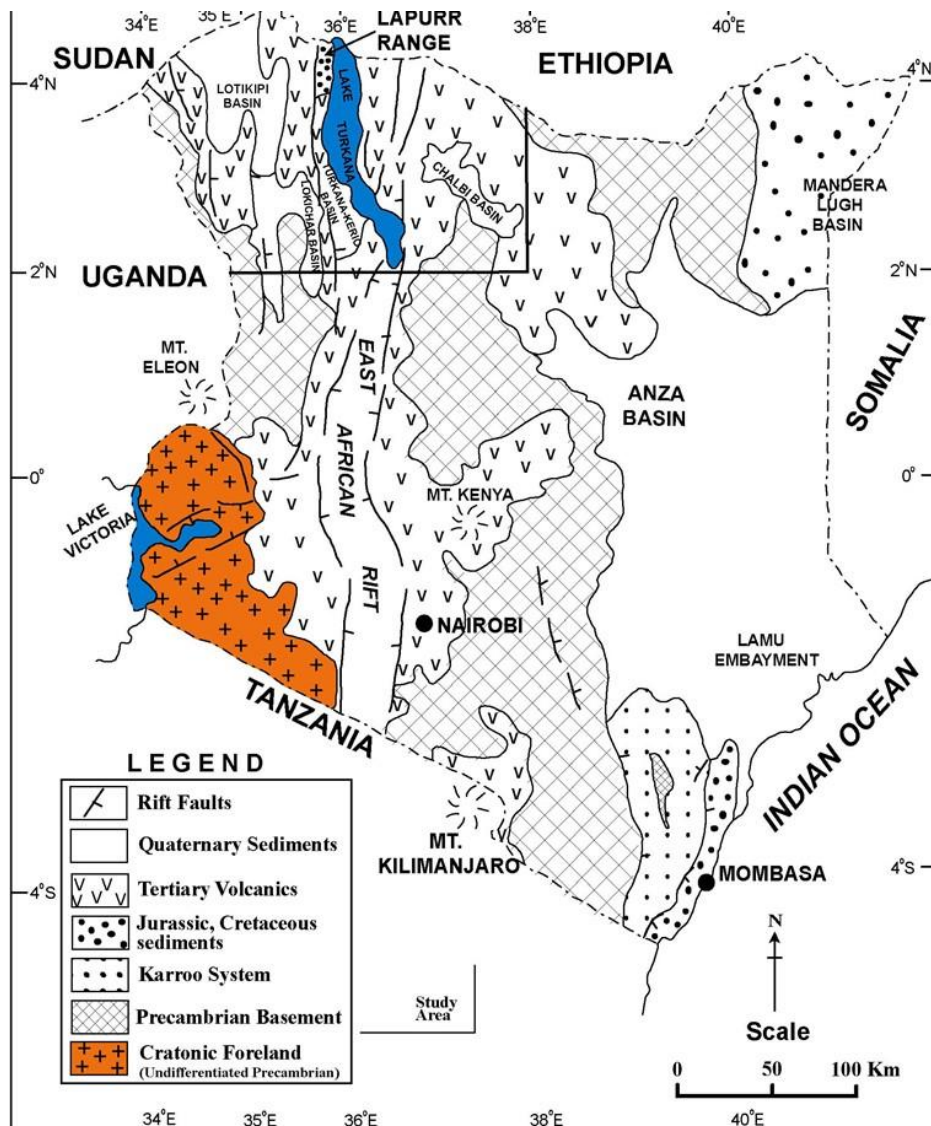 34°E
35°E
36°E
38°E
40°E
LAPURR
RANGE
SUDAN
ETHIOPIA
4°N
4°N
LOTIKIPI
BASIN
LAKE
TURKANA
CHALBI BASIN
MANDERA
LUGH
BASIN
TURKANA-KERIO
BASIN
LOKICHAR BASIN
UGANDA
2°N
2°N
MT.
ELEON
EAST
AFRICAN
RIFT
ANZA
BASIN
SOMALIA
0°
0°
MT. KENYA
LAKE
VICTORIA
NAIROBI
LAMU
EMBAYMENT
TANZANIA
INDIAN OCEAN
MT.
KILIMANJARO
MOMBASA
4°S
4°S
LEGEND
Rift Faults
Quaternary Sediments
Tertiary Volcanics
Jurassic, Cretaceous
sediments
Karroo System
Precambrian Basement
Cratonic Foreland
(Undifferentiated Precambrian)
Study
Area
N
Scale
0 50 100 Km
34°E
35°E
36°E
38°E
40°E